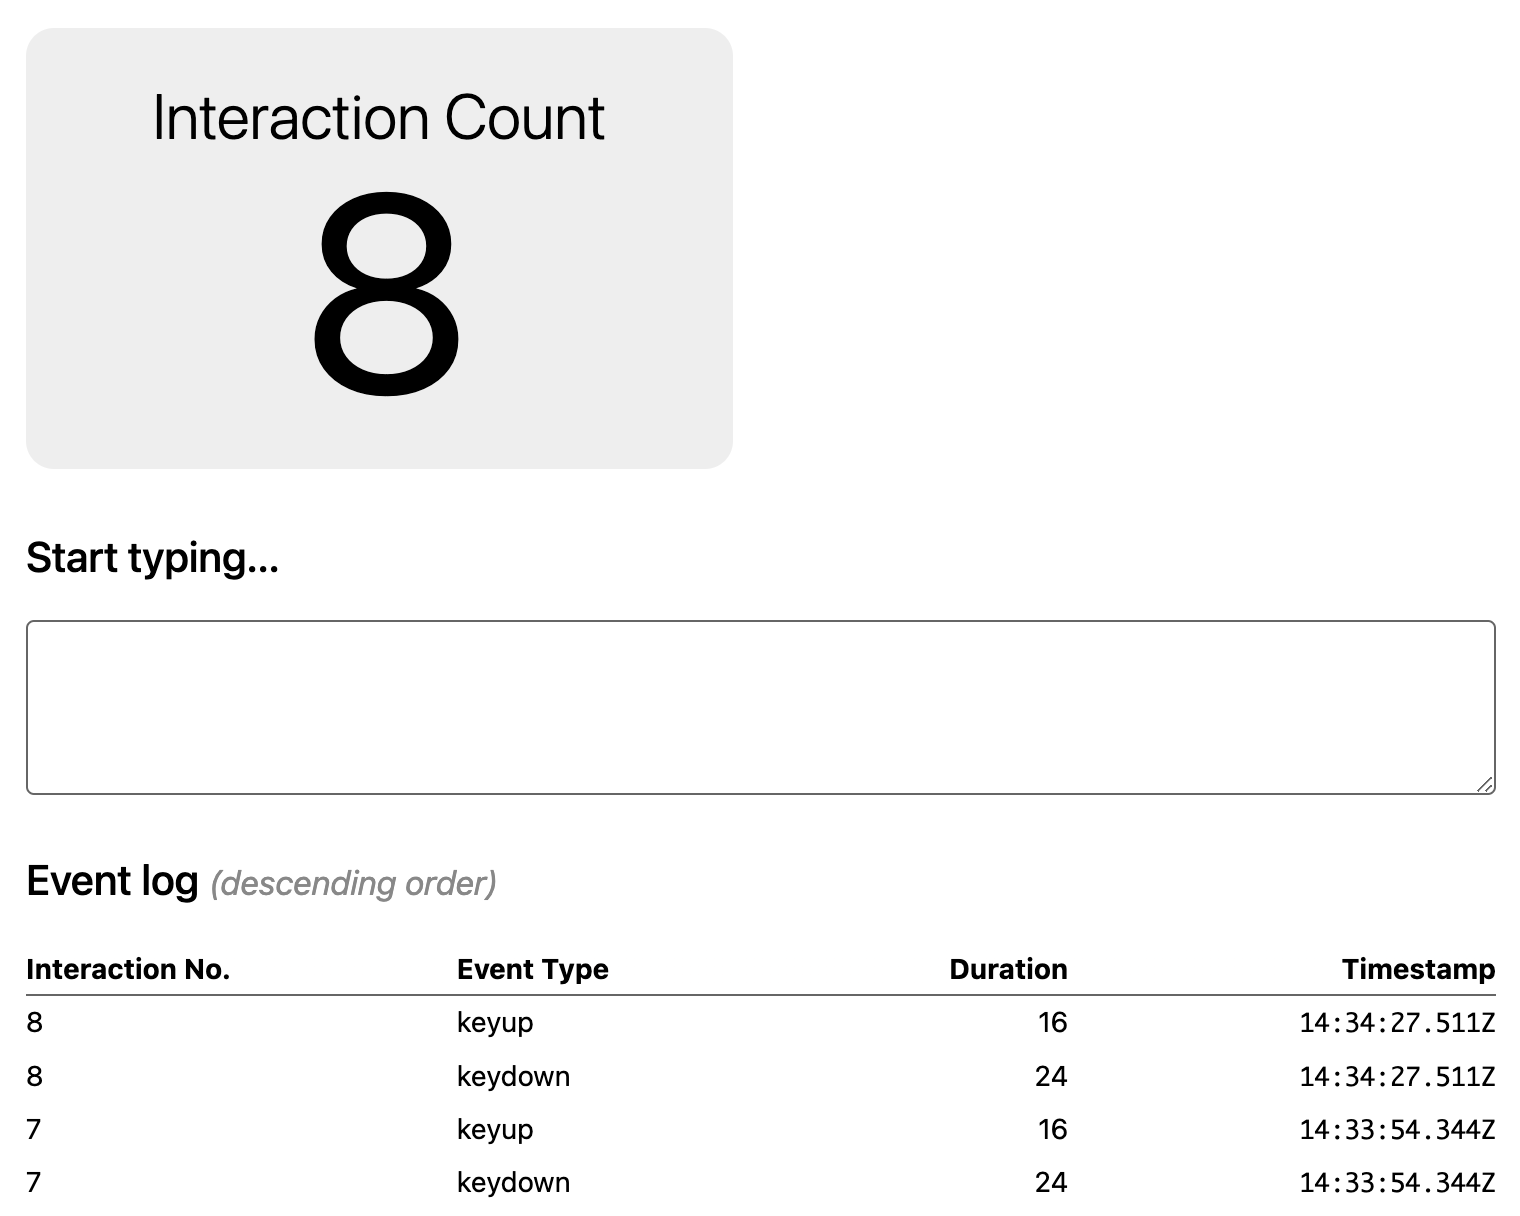 Interaction Count
8
Start typing...
Event log (descending order)
Interaction No. Event Type Duration Timestamp
8 keyup 16 14:34:27.511Z
8 keydown 24 14:34:27.511Z
7 keyup 16 14:33:54.344Z
7 keydown 24 14:33:54.344Z